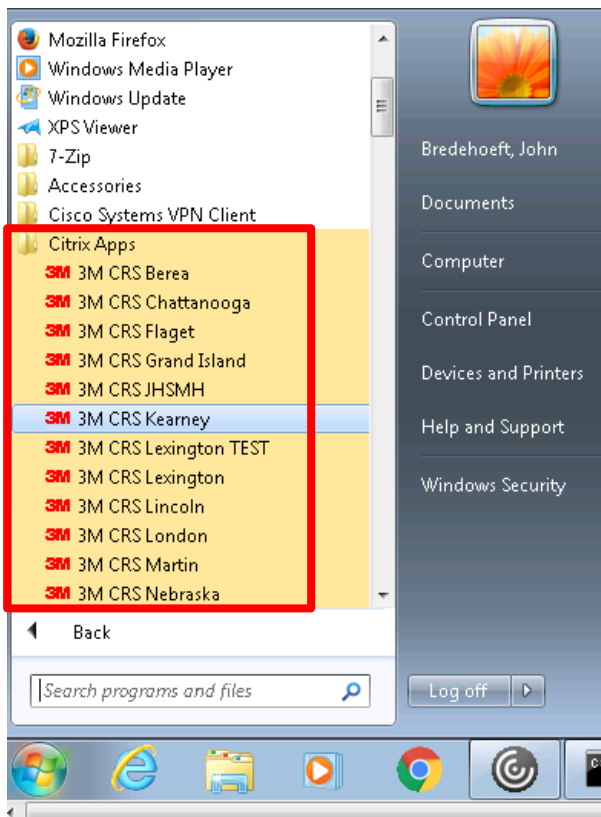 Mozilla Firefox
Windows Media Player
Windows Update
XPS Viewer
7-Zip
Accessories
Cisco Systems VPN Client
Citrix Apps
3M 3M CRS Berea
3M 3M CRS Chattanooga
3M 3M CRS Flaget
3M 3M CRS Grand Island
3M 3M CRS JHSMH
3M 3M CRS Kearney
3M 3M CRS Lexington TEST
3M 3M CRS Lexington
3M 3M CRS Lincoln
3M 3M CRS London
3M 3M CRS Martin
3M 3M CRS Nebraska
Back
Search programs and files
Bredehoeft, John
Documents
Computer
Control Panel
Devices and Printers
Help and Support
Windows Security
Log off